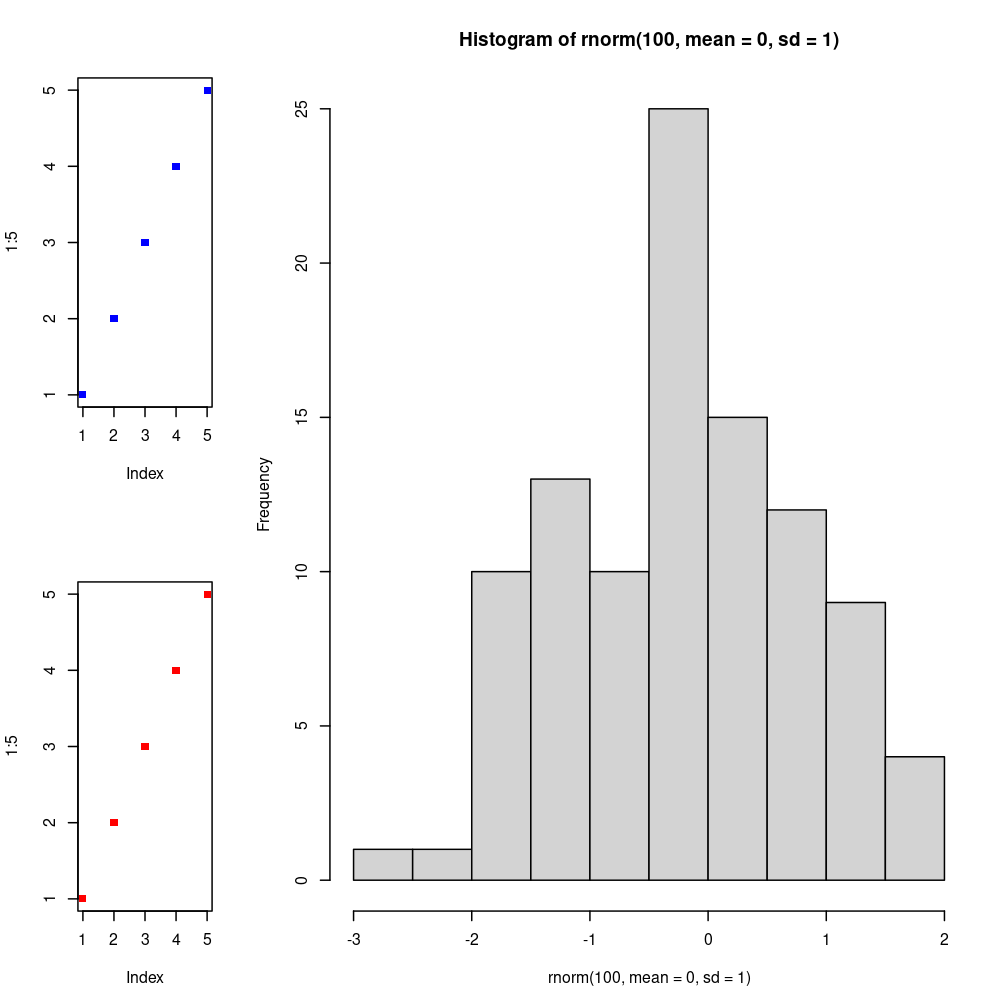 Histogram of rnorm(100, mean = 0, sd = 1)
5
4
3
2
1
1:5
1 2 3 4 5
Index
5
4
3
2
1
1:5
1 2 3 4 5
Index
25
20
15
10
5
0
Frequency
-3 -2 -1 0 1 2
rnorm(100, mean = 0, sd = 1)